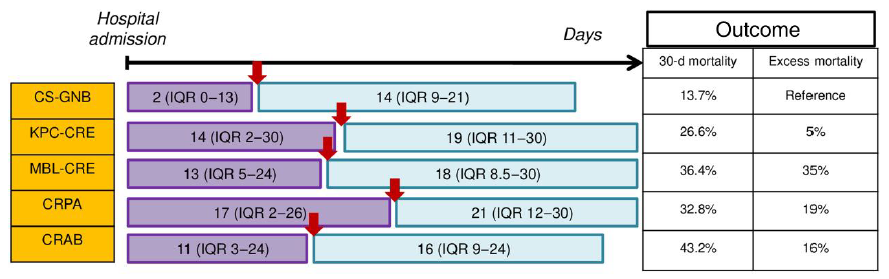 Hospital
admission
Days
Outcome
30-d mortality Excess mortality
CS-GNB 2 (IQR 0–13) 14 (IQR 9–21) 13.7% Reference
KPC-CRE 14 (IQR 2–30) 19 (IQR 11–30) 26.6% 5%
MBL-CRE 13 (IQR 5–24) 18 (IQR 8.5–30) 36.4% 35%
CRPA 17 (IQR 2–26) 21 (IQR 12–30) 32.8% 19%
CRAB 11 (IQR 3–24) 16 (IQR 9–24) 43.2% 16%